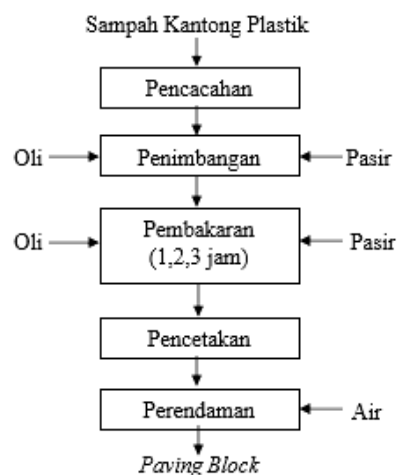 Sampah Kantong Plastik
Pencacahan
Oli Penimbangan Pasir
Oli Pembakaran Pasir
(1,2,3 jam)
Pencetakan
Perendaman Air
Paving Block